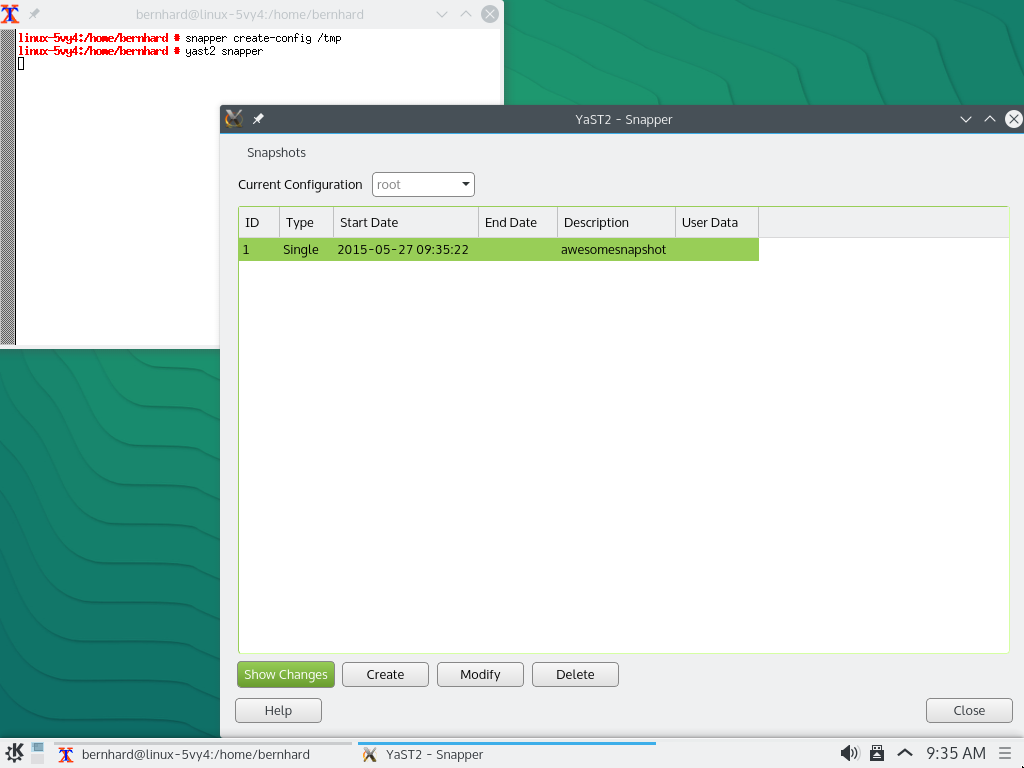 bernhard@linux-5vy4:/home/bernhard
linux-5vy4:/home/bernhard # snapper create-config /tmp
linux-5vy4:/home/bernhard # yast2 snapper
YaST2 - Snapper
Snapshots
Current Configuration root
ID Type Start Date End Date Description User Data
1 Single 2015-05-27 09:35:22 awesomesnapshot
Show Changes Create Modify Delete
Help Close
bernhard@linux-5vy4:/home/bernhard YaST2 - Snapper 9:35 AM